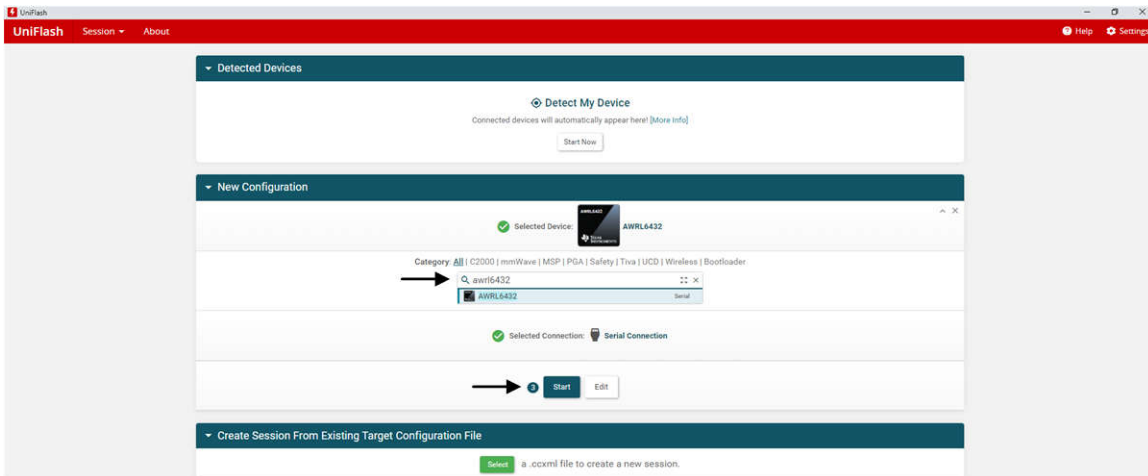 UniFlash
UniFlash Session About Help Settings
Detected Devices
Detect My Device
Connected devices will automatically appear here! [More Info]
Start Now
New Configuration
Selected Device: AWRL6432
Category: All | C2000 | mmWave | MSP | PGA | Safety | Tiva | UCD | Wireless | Bootloader
awrl6432
AWRL6432 Serial
Selected Connection: Serial Connection
3 Start Edit
Create Session From Existing Target Configuration File
Select a .ccxml file to create a new session.